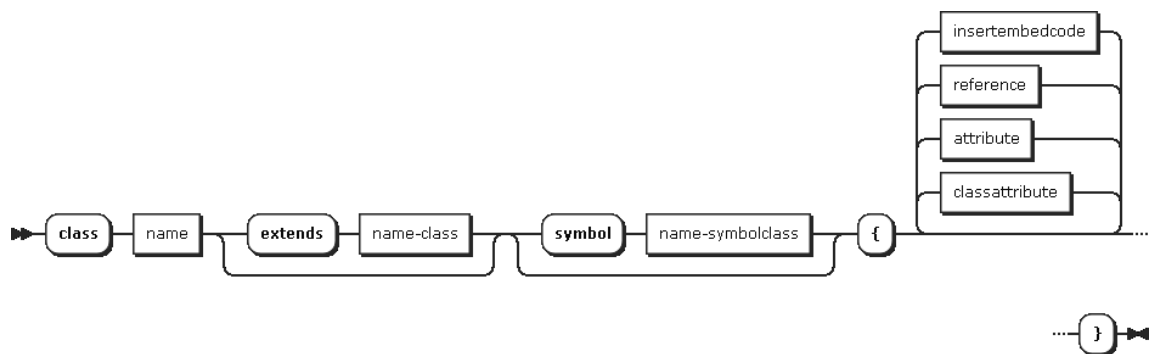 insertembedcode
reference
attribute
classattribute
class name extends name-class symbol name-symbolclass {
}